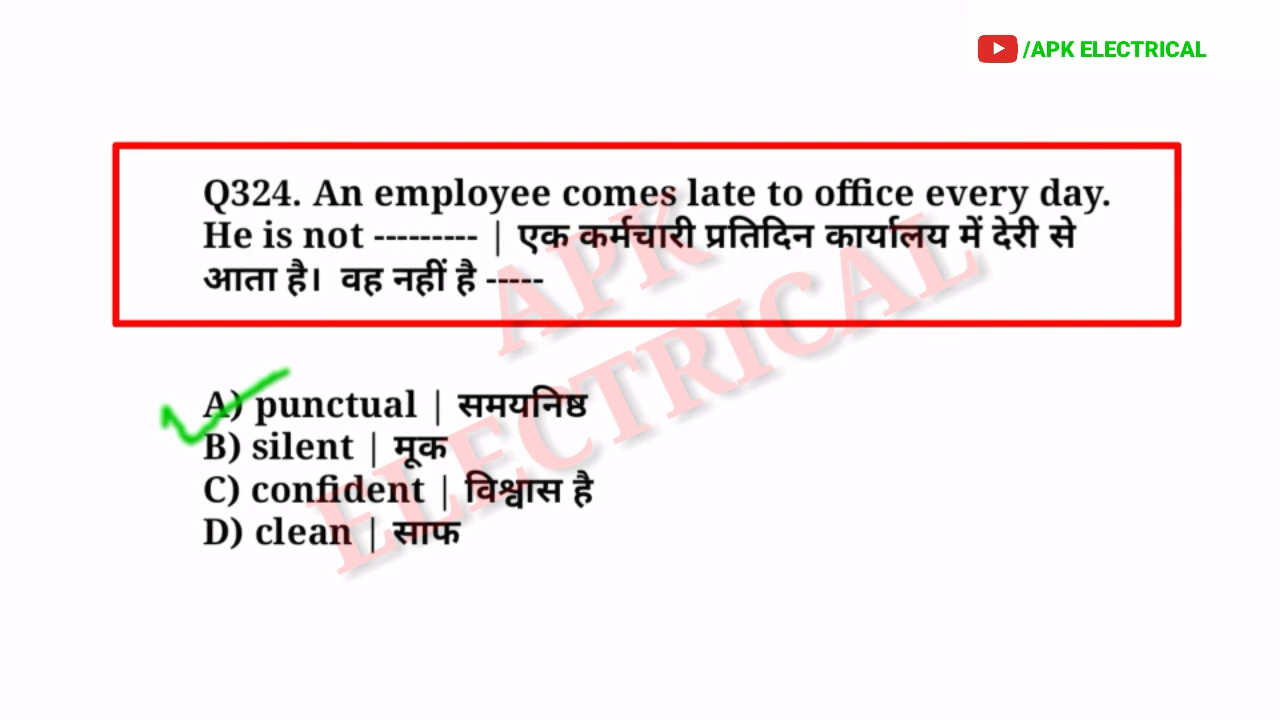 /APK ELECTRICAL
Q324. An employee comes late to office every day.
He is not --------- | एक कर्मचारी प्रतिदिन कार्यालय में देरी से
आता है। वह नहीं है -----
A) punctual | समयनिष्ठ
B) silent | मूक
C) confident | विश्वास है
D) clean | साफ
APK
ELECTRICAL